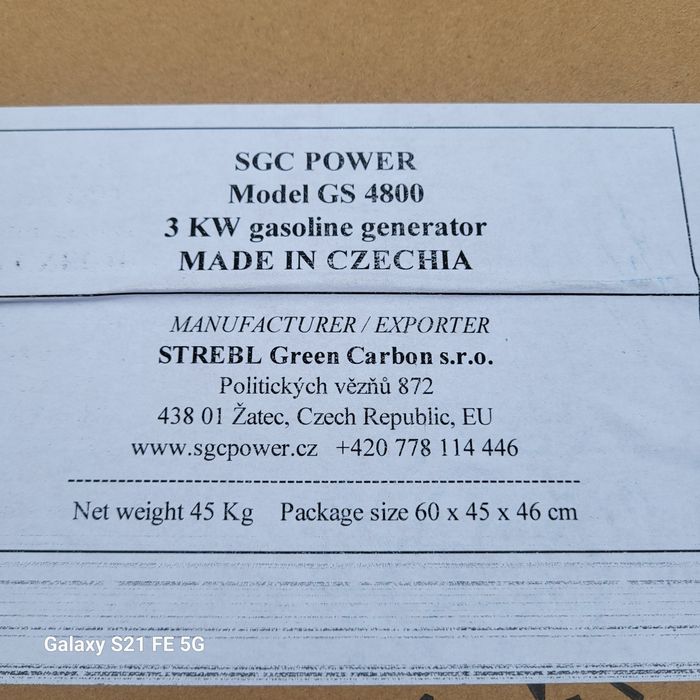 SGC POWER
Model GS 4800
3 KW gasoline generator
MADE IN CZECHIA
MANUFACTURER / EXPORTER
STREBL Green Carbon s.r.o.
Politických vězňů 872
438 01 Žatec, Czech Republic, EU
www.sgcpower.cz +420 778 114 446
Net weight 45 Kg Package size 60 x 45 x 46 cm
Galaxy S21 FE 5G